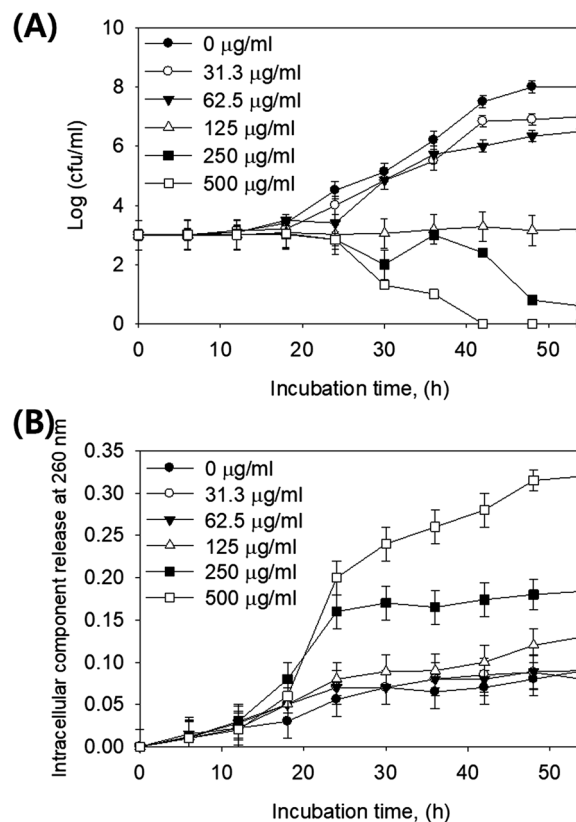 (A)
10
8
6
4
2
0
Log (cfu/ml)
0 μg/ml
31.3 μg/ml
62.5 μg/ml
125 μg/ml
250 μg/ml
500 μg/ml
0 10 20 30 40 50
Incubation time, (h)
(B)
0.35
0.30
0.25
0.20
0.15
0.10
0.05
0.00
Intracellular component release at 260 nm
0 μg/ml
31.3 μg/ml
62.5 μg/ml
125 μg/ml
250 μg/ml
500 μg/ml
0 10 20 30 40 50
Incubation time, (h)